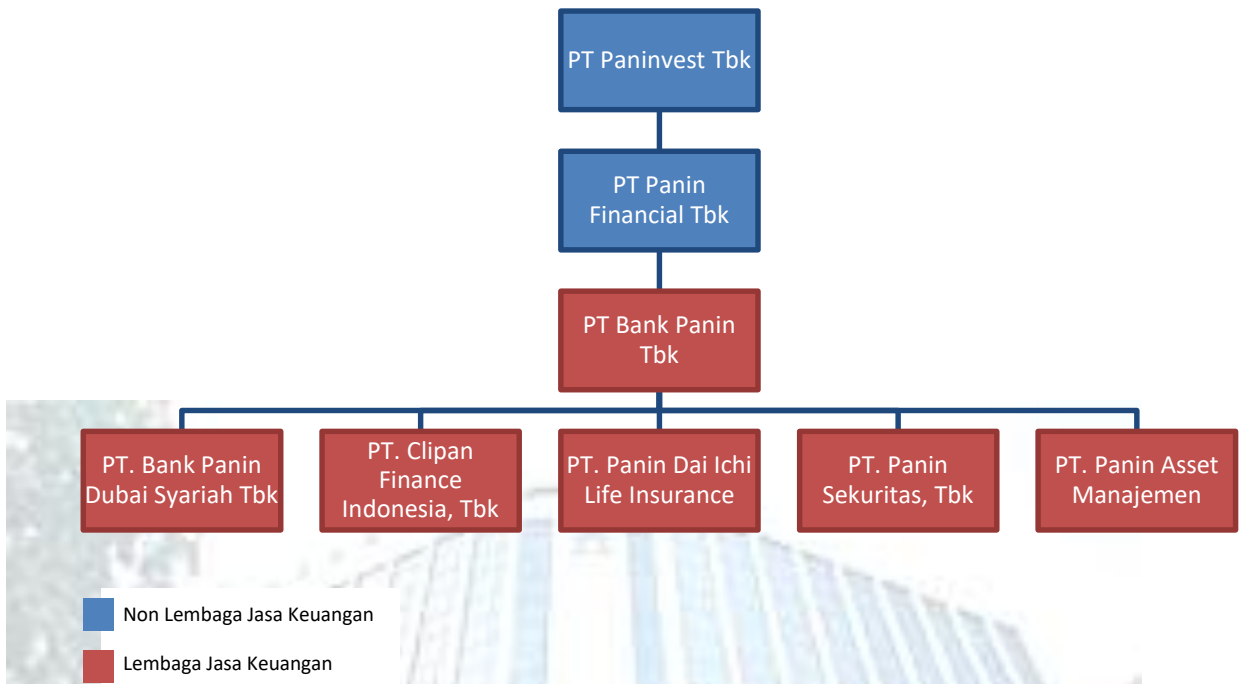 PT Paninvest Tbk
PT Panin
Financial Tbk
PT Bank Panin
Tbk
PT. Bank Panin
Dubai Syariah Tbk
PT. Clipan
Finance
Indonesia, Tbk
PT. Panin Dai Ichi
Life Insurance
PT. Panin
Sekuritas, Tbk
PT. Panin Asset
Manajemen
Non Lembaga Jasa Keuangan
Lembaga Jasa Keuangan